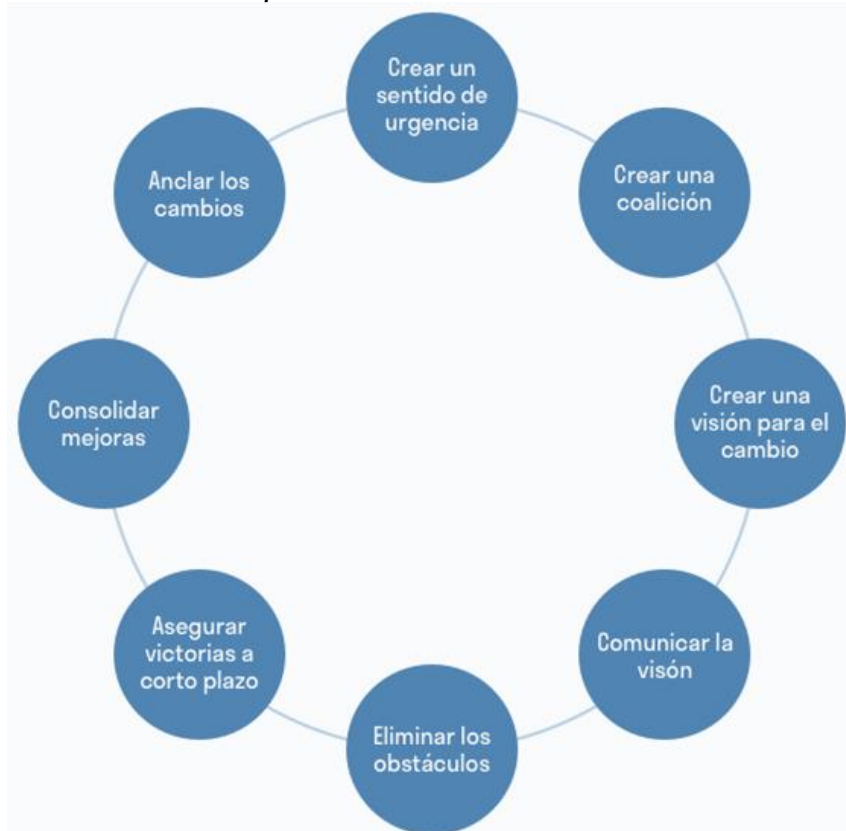 Crear un
sentido de
urgencia
Crear una
coalición
Crear una
visión para el
cambio
Comunicar la
visón
Eliminar los
obstáculos
Asegurar
victorias a
corto plazo
Consolidar
mejoras
Anclar los
cambios